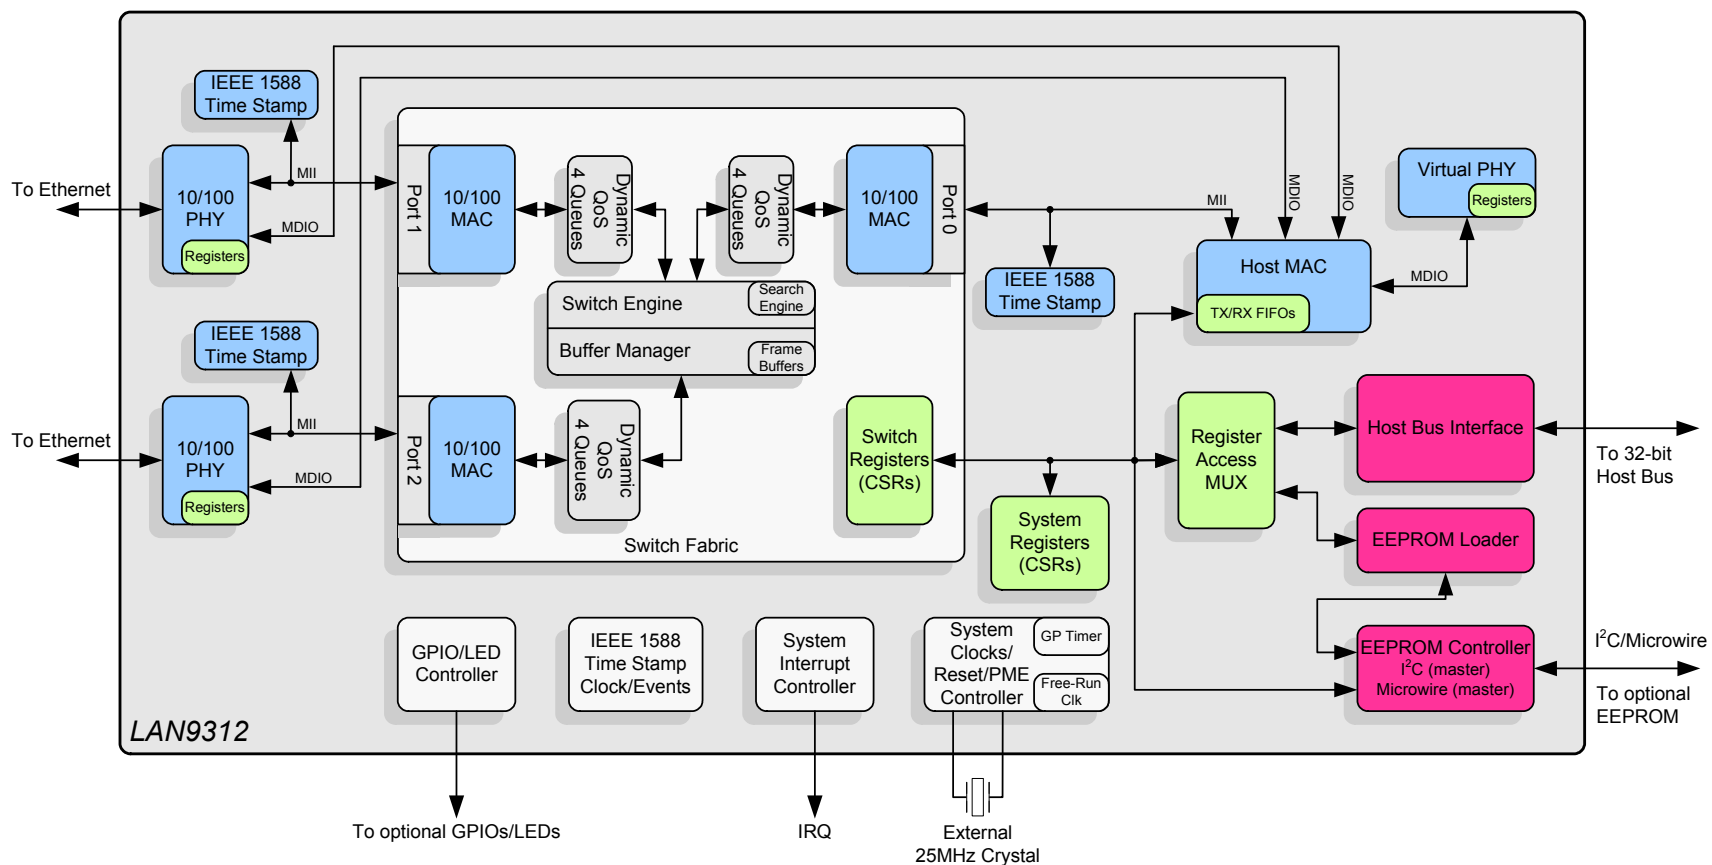 IEEE 1588
Time Stamp
To Ethernet
10/100
PHY
Registers
MII
MDIO
Port 1
10/100
MAC
Dynamic
QoS
4 Queues
Dynamic
QoS
4 Queues
10/100
MAC
Port 0
MII
MDIO
MDIO
Virtual PHY
Registers
IEEE 1588
Time Stamp
Host MAC
TX/RX FIFOs
MDIO
Switch Engine
Search
Engine
Buffer Manager
Frame
Buffers
IEEE 1588
Time Stamp
To Ethernet
10/100
PHY
Registers
MII
MDIO
Port 2
10/100
MAC
Dynamic
QoS
4 Queues
Switch
Registers
(CSRs)
Switch Fabric
System
Registers
(CSRs)
Register
Access
MUX
Host Bus Interface
To 32-bit
Host Bus
EEPROM Loader
EEPROM Controller
I²C (master)
Microwire (master)
I²C/Microwire
To optional
EEPROM
GPIO/LED
Controller
IEEE 1588
Time Stamp
Clock/Events
System
Interrupt
Controller
System
Clocks/
Reset/PME
Controller
GP Timer
Free-Run
Clk
LAN9312
To optional GPIOs/LEDs
IRQ
External
25MHz Crystal